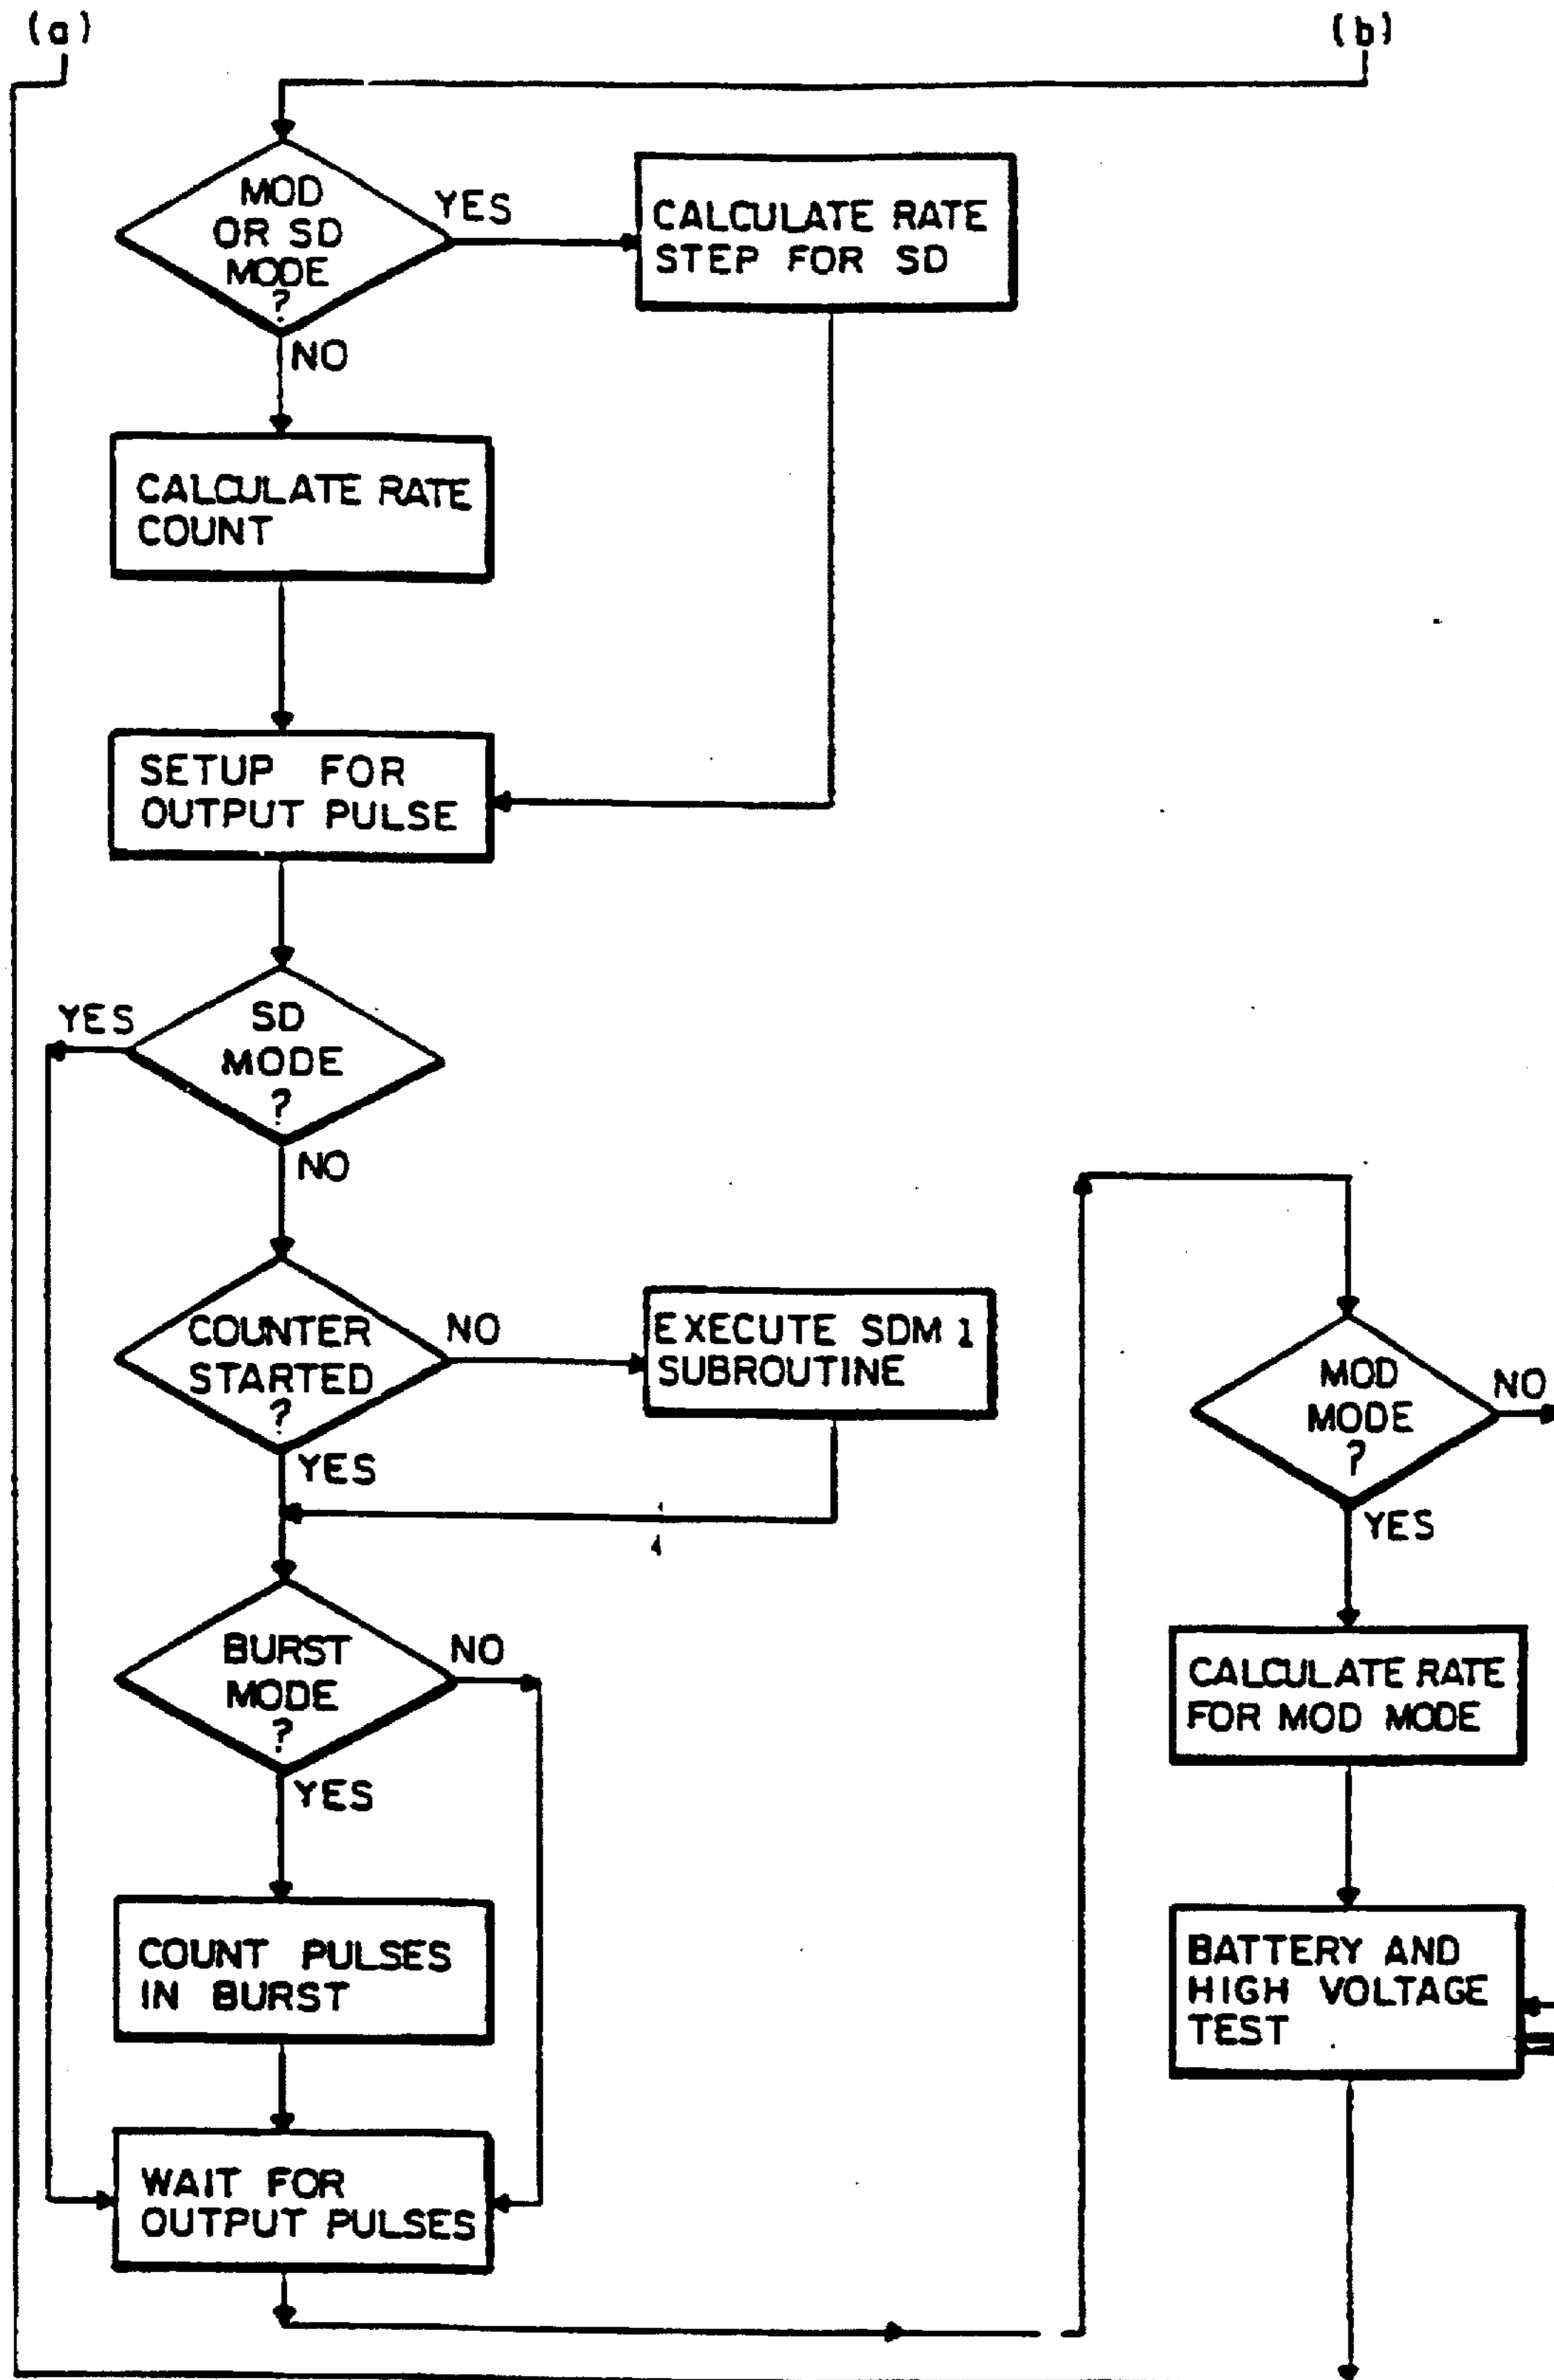 (a)
(b)
MOD
OR SD
MODE
?
YES
NO
CALCULATE RATE
STEP FOR SD
CALCULATE RATE
COUNT
SETUP FOR
OUTPUT PULSE
SD
MODE
?
YES
NO
COUNTER
STARTED
?
NO
YES
EXECUTE SDM 1
SUBROUTINE
BURST
MODE
?
NO
YES
COUNT PULSES
IN BURST
WAIT FOR
OUTPUT PULSES
MOD
MODE
?
NO
YES
CALCULATE RATE
FOR MOD MODE
BATTERY AND
HIGH VOLTAGE
TEST